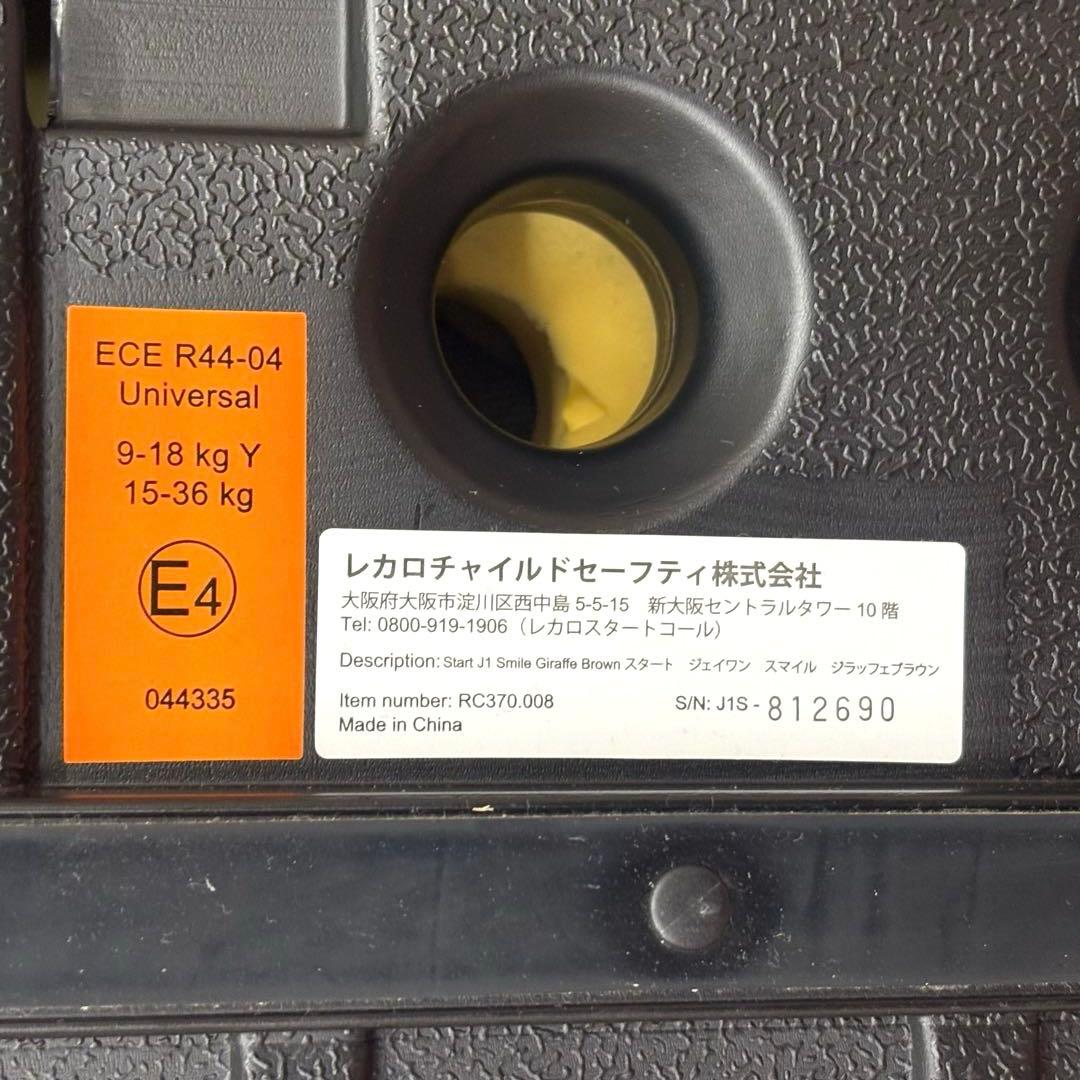 ECE R44-04
Universal
9-18 kg Y
15-36 kg
E4
044335
レカロチャイルドセーフティ株式会社
大阪府大阪市淀川区西中島 5-5-15　新大阪セントラルタワー 10 階
Tel: 0800-919-1906（レカロスタートコール）
Description: Start J1 Smile Giraffe Brown スタート　ジェイワン　スマイル　ジラッフェブラウン
Item number: RC370.008 S/N: J1S - 812690
Made in China